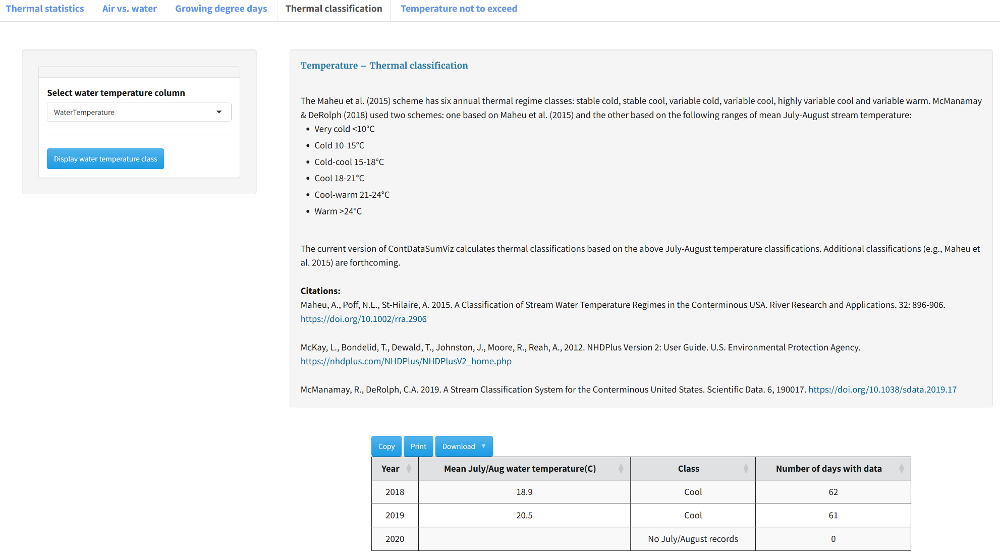 Thermal statistics Air vs. water Growing degree days Thermal classification Temperature not to exceed
Select water temperature column
WaterTemperature
Display water temperature class
Temperature – Thermal classification
The Maheu et al. (2015) scheme has six annual thermal regime classes: stable cold, stable cool, variable cold, variable cool, highly variable cool and variable warm. McManamay
& DeRolph (2018) used two schemes: one based on Maheu et al. (2015) and the other based on the following ranges of mean July-August stream temperature:
• Very cold <10°C
• Cold 10-15°C
• Cold-cool 15-18°C
• Cool 18-21°C
• Cool-warm 21-24°C
• Warm >24°C
The current version of ContDataSumViz calculates thermal classifications based on the above July-August temperature classifications. Additional classifications (e.g., Maheu et
al. 2015) are forthcoming.
Citations:
Maheu, A., Poff, N.L., St-Hilaire, A. 2015. A Classification of Stream Water Temperature Regimes in the Conterminous USA. River Research and Applications. 32: 896-906.
https://doi.org/10.1002/rra.2906
McKay, L., Bondelid, T., Dewald, T., Johnston, J., Moore, R., Reah, A., 2012. NHDPlus Version 2: User Guide. U.S. Environmental Protection Agency.
https://nhdplus.com/NHDPlus/NHDPlusV2_home.php
McManamay, R., DeRolph, C.A. 2019. A Stream Classification System for the Conterminous United States. Scientific Data. 6, 190017. https://doi.org/10.1038/sdata.2019.17
Copy Print Download
Year Mean July/Aug water temperature(C) Class Number of days with data
2018 18.9 Cool 62
2019 20.5 Cool 61
2020 No July/August records 0